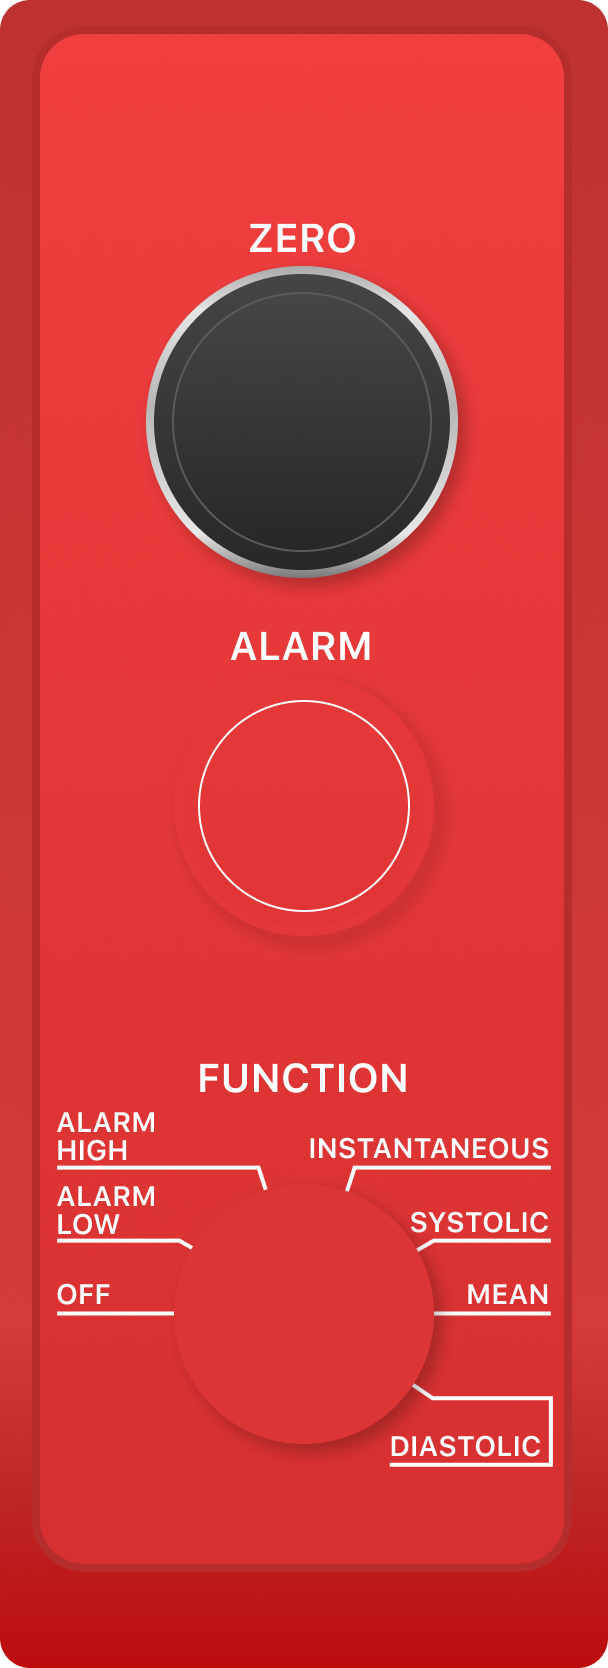 ZERO
ALARM
FUNCTION
ALARM
HIGH
INSTANTANEOUS
ALARM
LOW
SYSTOLIC
OFF
MEAN
DIASTOLIC